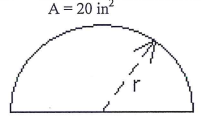 A = 20 in²
r